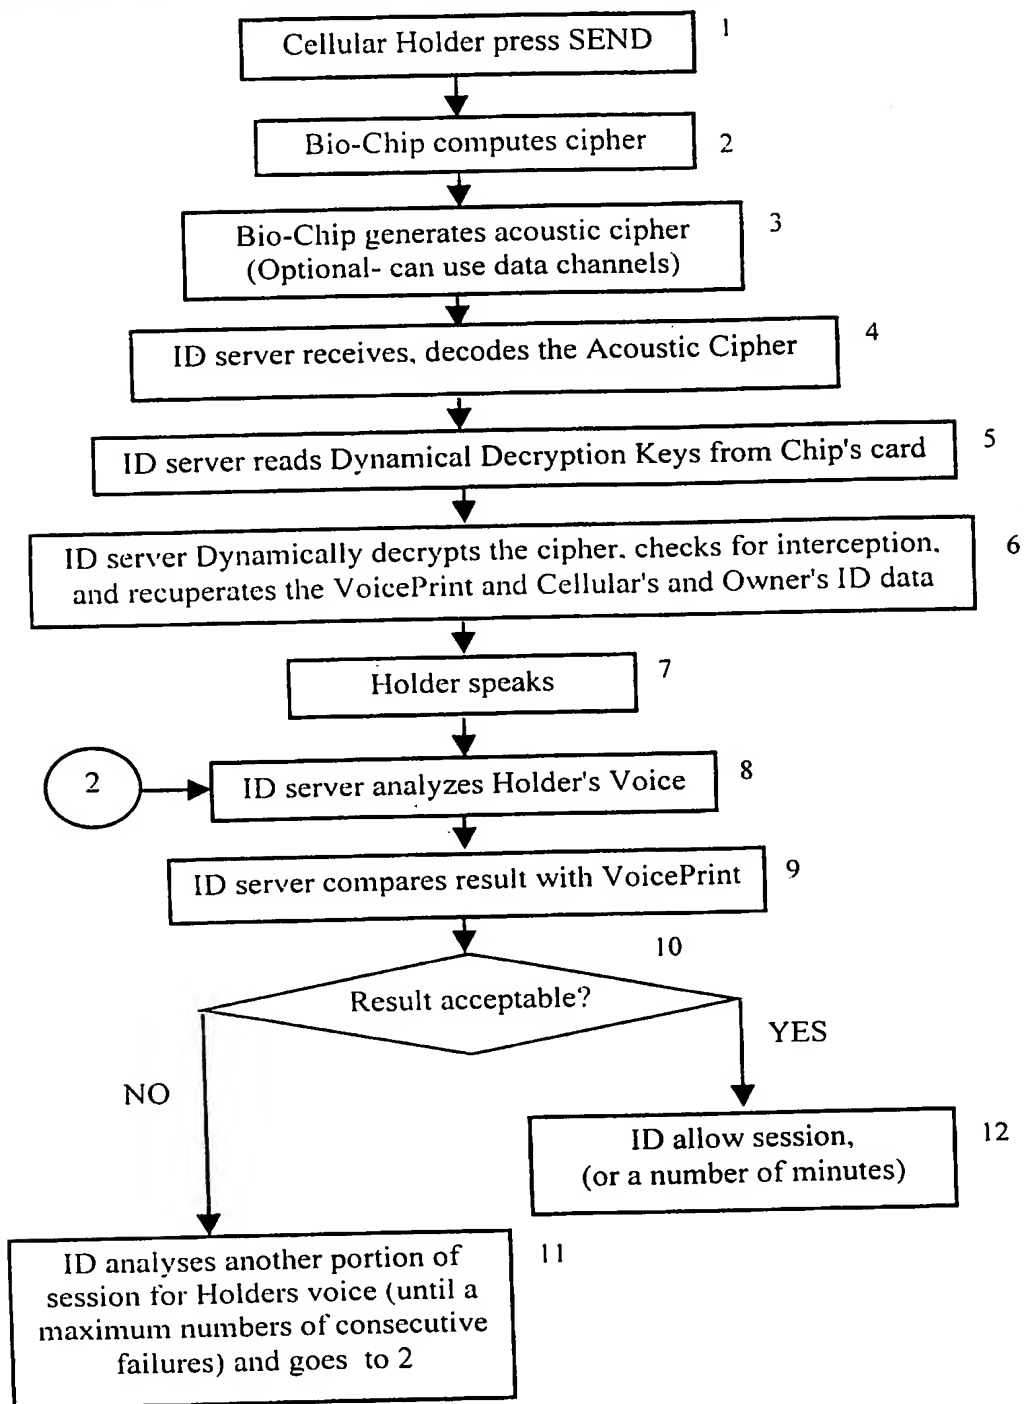 Cellular Holder press SEND
1
Bio-Chip computes cipher
2
Bio-Chip generates acoustic cipher
(Optional- can use data channels)
3
ID server receives, decodes the Acoustic Cipher
4
ID server reads Dynamical Decryption Keys from Chip's card
5
ID server Dynamically decrypts the cipher, checks for interception,
and recuperates the VoicePrint and Cellular's and Owner's ID data
6
Holder speaks
7
2
ID server analyzes Holder's Voice
8
ID server compares result with VoicePrint
9
10
Result acceptable?
YES
NO
ID allow session,
(or a number of minutes)
12
ID analyses another portion of
session for Holders voice (until a
maximum numbers of consecutive
failures) and goes to 2
11